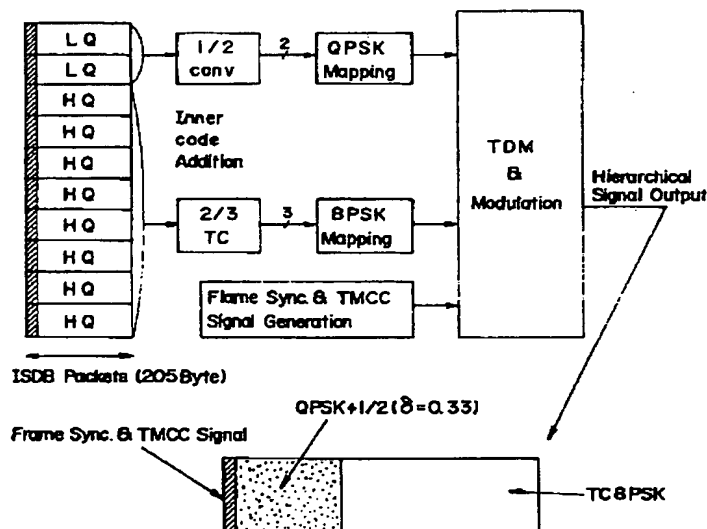 LQ
LQ
HQ
HQ
HQ
HQ
HQ
HQ
HQ
HQ
1/2
conv
2
QPSK
Mapping
Inner
code
Addition
2/3
TC
3
8PSK
Mapping
Flame Sync. & TMCC
Signal Generation
TDM
&
Modulation
Hierarchical
Signal Output
ISDB Packets (205Byte)
QPSK+1/2(δ=0.33)
Frame Sync. & TMCC Signal
TC8PSK